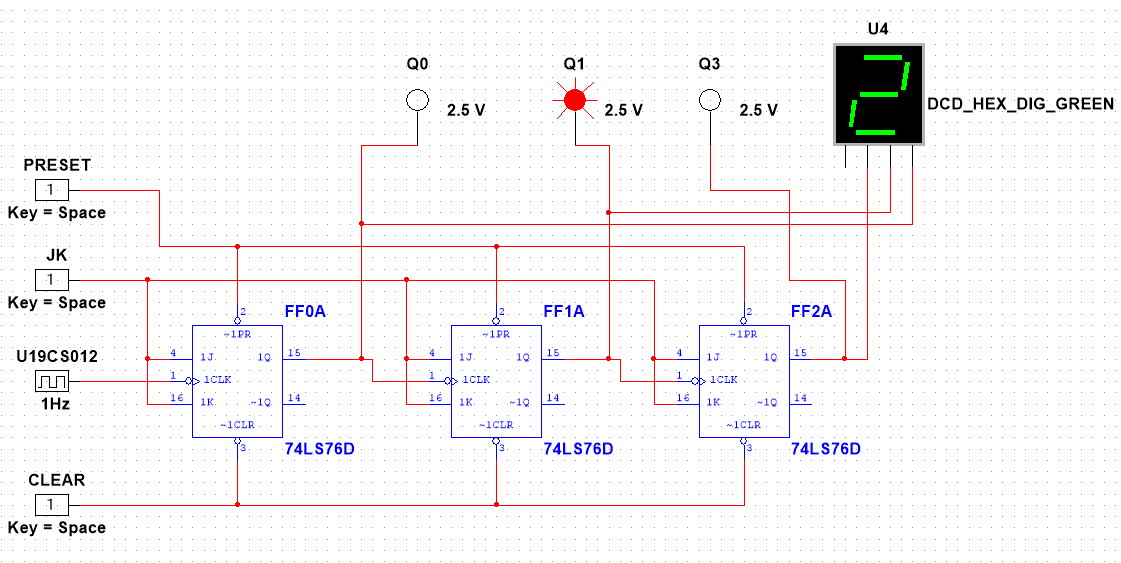 U4
Q0
Q1
Q3
2.5 V
2.5 V
2.5 V
2
DCD_HEX_DIG_GREEN
PRESET
1
Key = Space
JK
1
Key = Space
FF0A
FF1A
FF2A
2
2
2
~1PR
~1PR
~1PR
4 1J 1Q 15
4 1J 1Q 15
4 1J 1Q 15
U19CS012
1 1CLK
1 1CLK
1 1CLK
1Hz
16 1K ~1Q 14
16 1K ~1Q 14
16 1K ~1Q 14
~1CLR
~1CLR
~1CLR
3
3
3
74LS76D
74LS76D
74LS76D
CLEAR
1
Key = Space